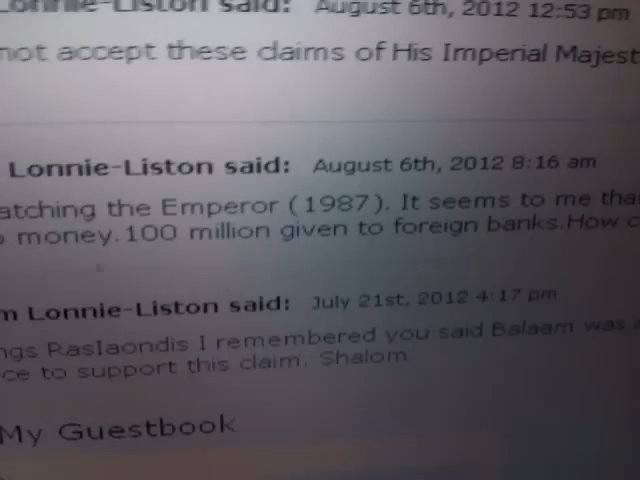 Lonnie-Liston said: August 6th, 2012 12:53 pm
not accept these claims of His Imperial Majest
Lonnie-Liston said: August 6th, 2012 8:16 am
atching the Emperor (1987). It seems to me tha
money.100 million given to foreign banks.How
m Lonnie-Liston said: July 21st, 2012 4:17 pm
ngs RasIaondis I remembered you said Balaam was
ce to support this claim. Shalom
My Guestbook